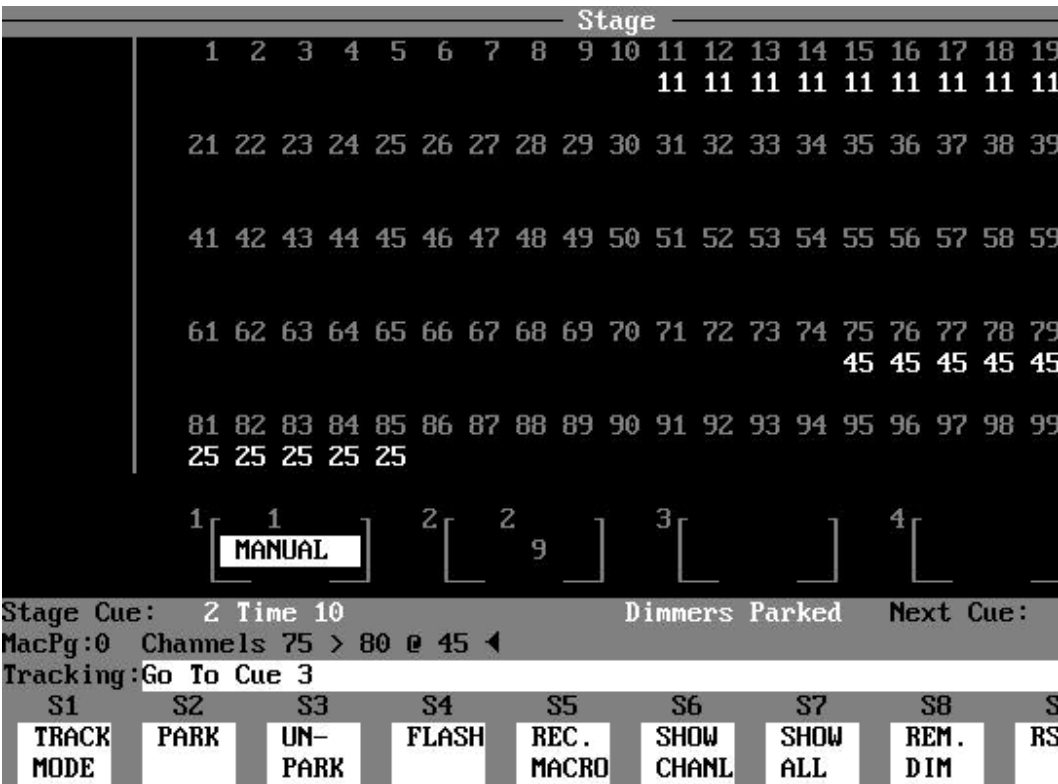 Stage
1 2 3 4 5 6 7 8 9 10 11 12 13 14 15 16 17 18 19
11 11 11 11 11 11 11 11 11
21 22 23 24 25 26 27 28 29 30 31 32 33 34 35 36 37 38 39
41 42 43 44 45 46 47 48 49 50 51 52 53 54 55 56 57 58 59
61 62 63 64 65 66 67 68 69 70 71 72 73 74 75 76 77 78 79
45 45 45 45 45
81 82 83 84 85 86 87 88 89 90 91 92 93 94 95 96 97 98 99
25 25 25 25 25
1 1 2 2 3 4
MANUAL 9
Stage Cue: 2 Time 10 Dimmers Parked Next Cue:
MacPg:0 Channels 75 > 80 @ 45 ◄
Tracking:Go To Cue 3
S1 S2 S3 S4 S5 S6 S7 S8 S
TRACK PARK UN- FLASH REC. SHOW SHOW REM. RS
MODE PARK MACRO CHANL ALL DIM